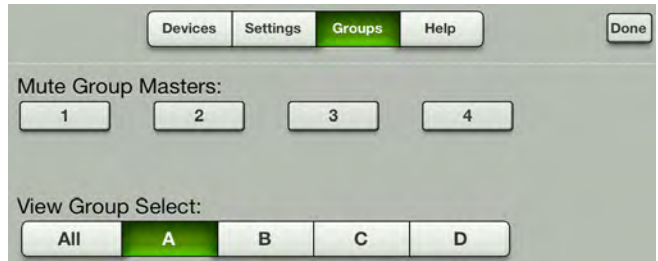 Devices Settings Groups Help Done
Mute Group Masters:
1 2 3 4
View Group Select:
All A B C D